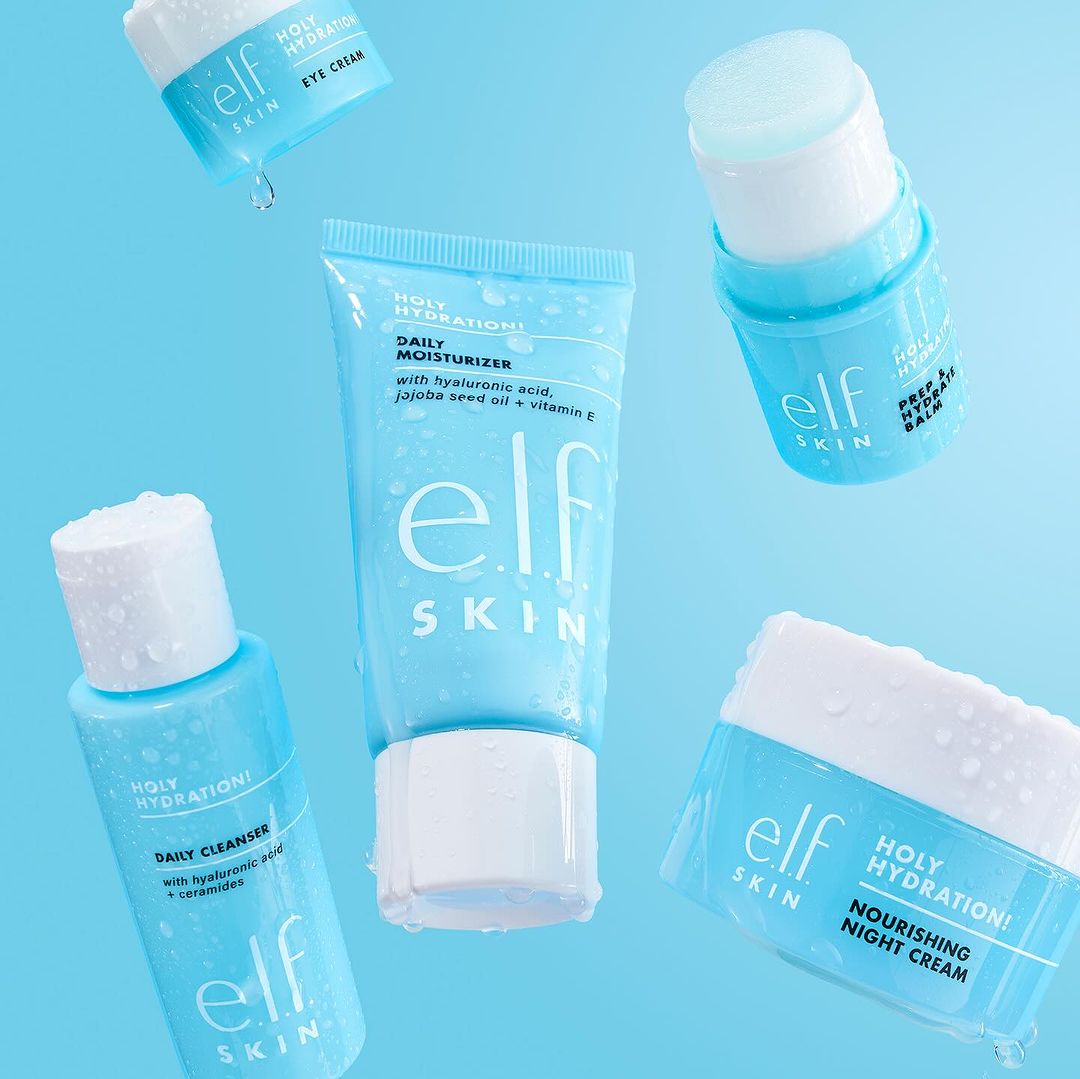 e.l.f.
SKIN
HOLY
HYDRATION!
EYE CREAM
HOLY
HYDRATION!
DAILY
MOISTURIZER
with hyaluronic acid,
jojoba seed oil + vitamin E
e.l.f.
SKIN
e.l.f.
SKIN
HOLY
HYDRATION!
PREP &
HYDRATE
BALM
HOLY
HYDRATION!
DAILY CLEANSER
with hyaluronic acid
+ ceramides
e.l.f.
SKIN
e.l.f.
SKIN
HOLY
HYDRATION!
NOURISHING
NIGHT CREAM